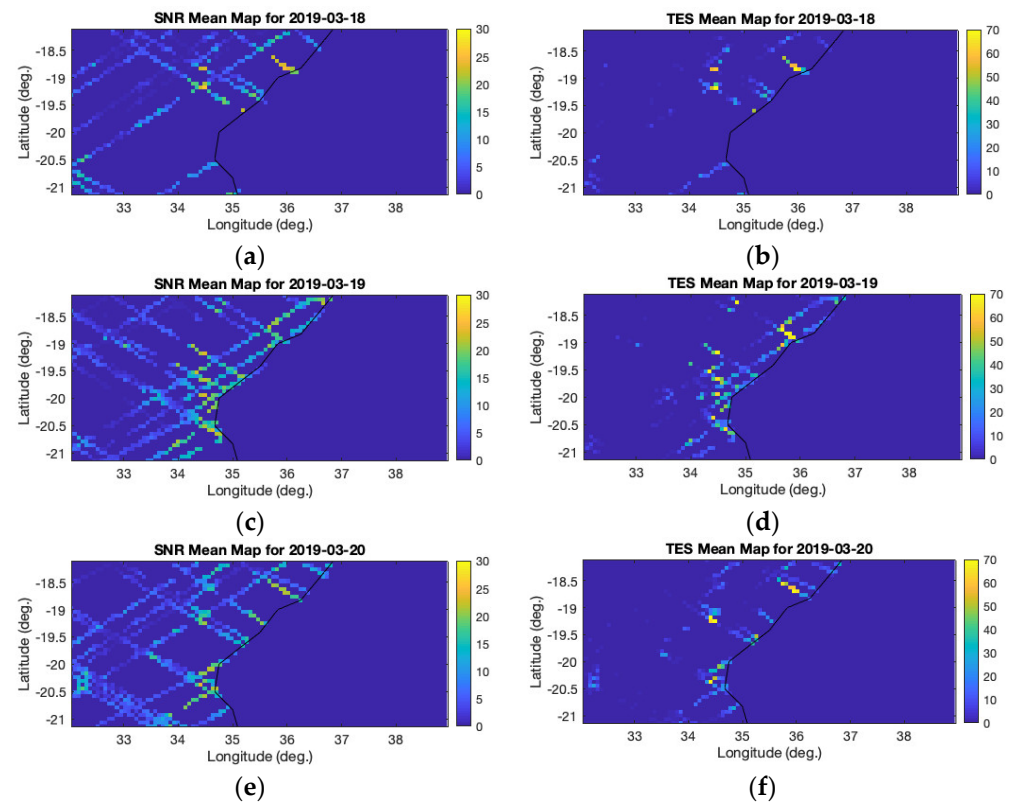 SNR Mean Map for 2019-03-18
TES Mean Map for 2019-03-18
-18.5
-19
-19.5
-20
-20.5
-21
Latitude (deg.)
33 34 35 36 37 38
Longitude (deg.)
30
25
20
15
10
5
0
-18.5
-19
-19.5
-20
-20.5
-21
Latitude (deg.)
33 34 35 36 37 38
Longitude (deg.)
70
60
50
40
30
20
10
0
(a)
(b)
SNR Mean Map for 2019-03-19
TES Mean Map for 2019-03-19
-18.5
-19
-19.5
-20
-20.5
-21
Latitude (deg.)
33 34 35 36 37 38
Longitude (deg.)
30
25
20
15
10
5
0
-18.5
-19
-19.5
-20
-20.5
-21
Latitude (deg.)
33 34 35 36 37 38
Longitude (deg.)
70
60
50
40
30
20
10
0
(c)
(d)
SNR Mean Map for 2019-03-20
TES Mean Map for 2019-03-20
-18.5
-19
-19.5
-20
-20.5
-21
Latitude (deg.)
33 34 35 36 37 38
Longitude (deg.)
30
25
20
15
10
5
0
-18.5
-19
-19.5
-20
-20.5
-21
Latitude (deg.)
33 34 35 36 37 38
Longitude (deg.)
70
60
50
40
30
20
10
0
(e)
(f)